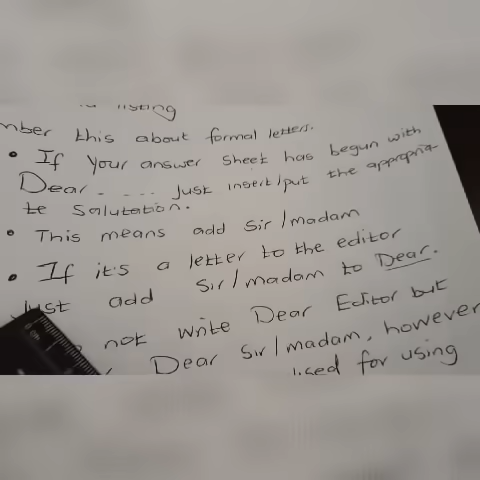 listing
mber this about formal letters.
• If your answer sheet has begun with
Dear - . . . . Just insert/put the appropria-
te Salutation.
• This means add Sir/madam
• If it's a letter to the editor
Just add Sir/madam to Dear.
not write Dear Editor but
Dear Sir/madam, however
used for using